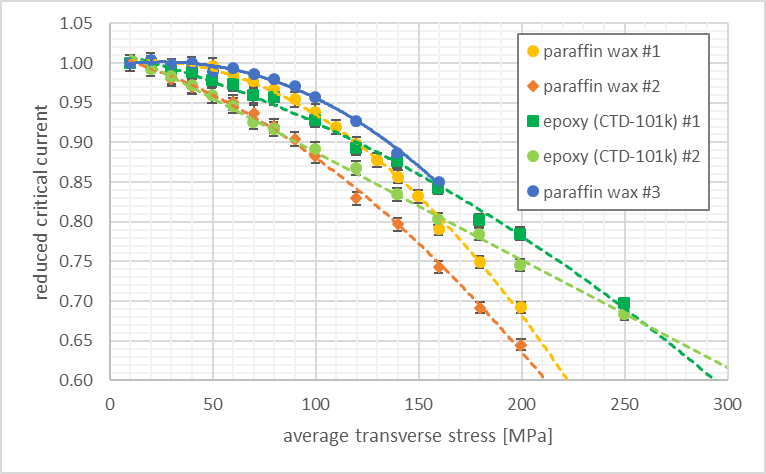 1.05
1.00
0.95
0.90
0.85
0.80
0.75
0.70
0.65
0.60
reduced critical current
paraffin wax #1
paraffin wax #2
epoxy (CTD-101k) #1
epoxy (CTD-101k) #2
paraffin wax #3
0 50 100 150 200 250 300
average transverse stress [MPa]